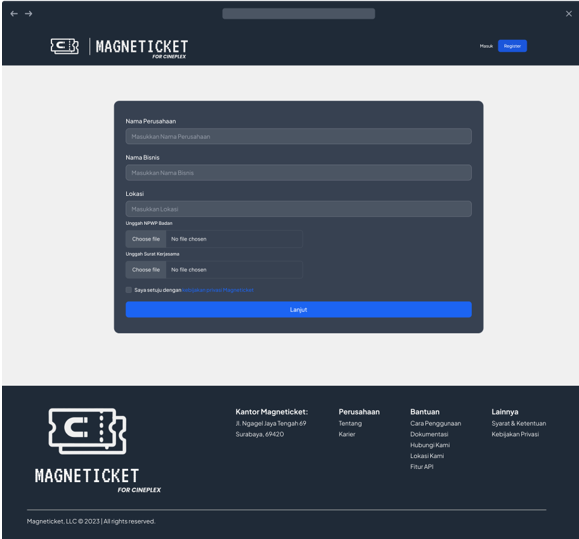 MAGNETICKET
FOR CINEPLEX
Masuk
Register
Nama Perusahaan
Masukkan Nama Perusahaan
Nama Bisnis
Masukkan Nama Bisnis
Lokasi
Masukkan Lokasi
Unggah NPWP Badan
Choose file No file chosen
Unggah Surat Kerjasama
Choose file No file chosen
Saya setuju dengan kebijakan privasi Magneticket
Lanjut
MAGNETICKET
FOR CINEPLEX
Kantor Magneticket:
Jl. Ngagel Jaya Tengah 69
Surabaya, 69420
Perusahaan
Tentang
Karier
Bantuan
Cara Penggunaan
Dokumentasi
Hubungi Kami
Lokasi Kami
Fitur API
Lainnya
Syarat & Ketentuan
Kebijakan Privasi
Magneticket, LLC © 2023 | All rights reserved.